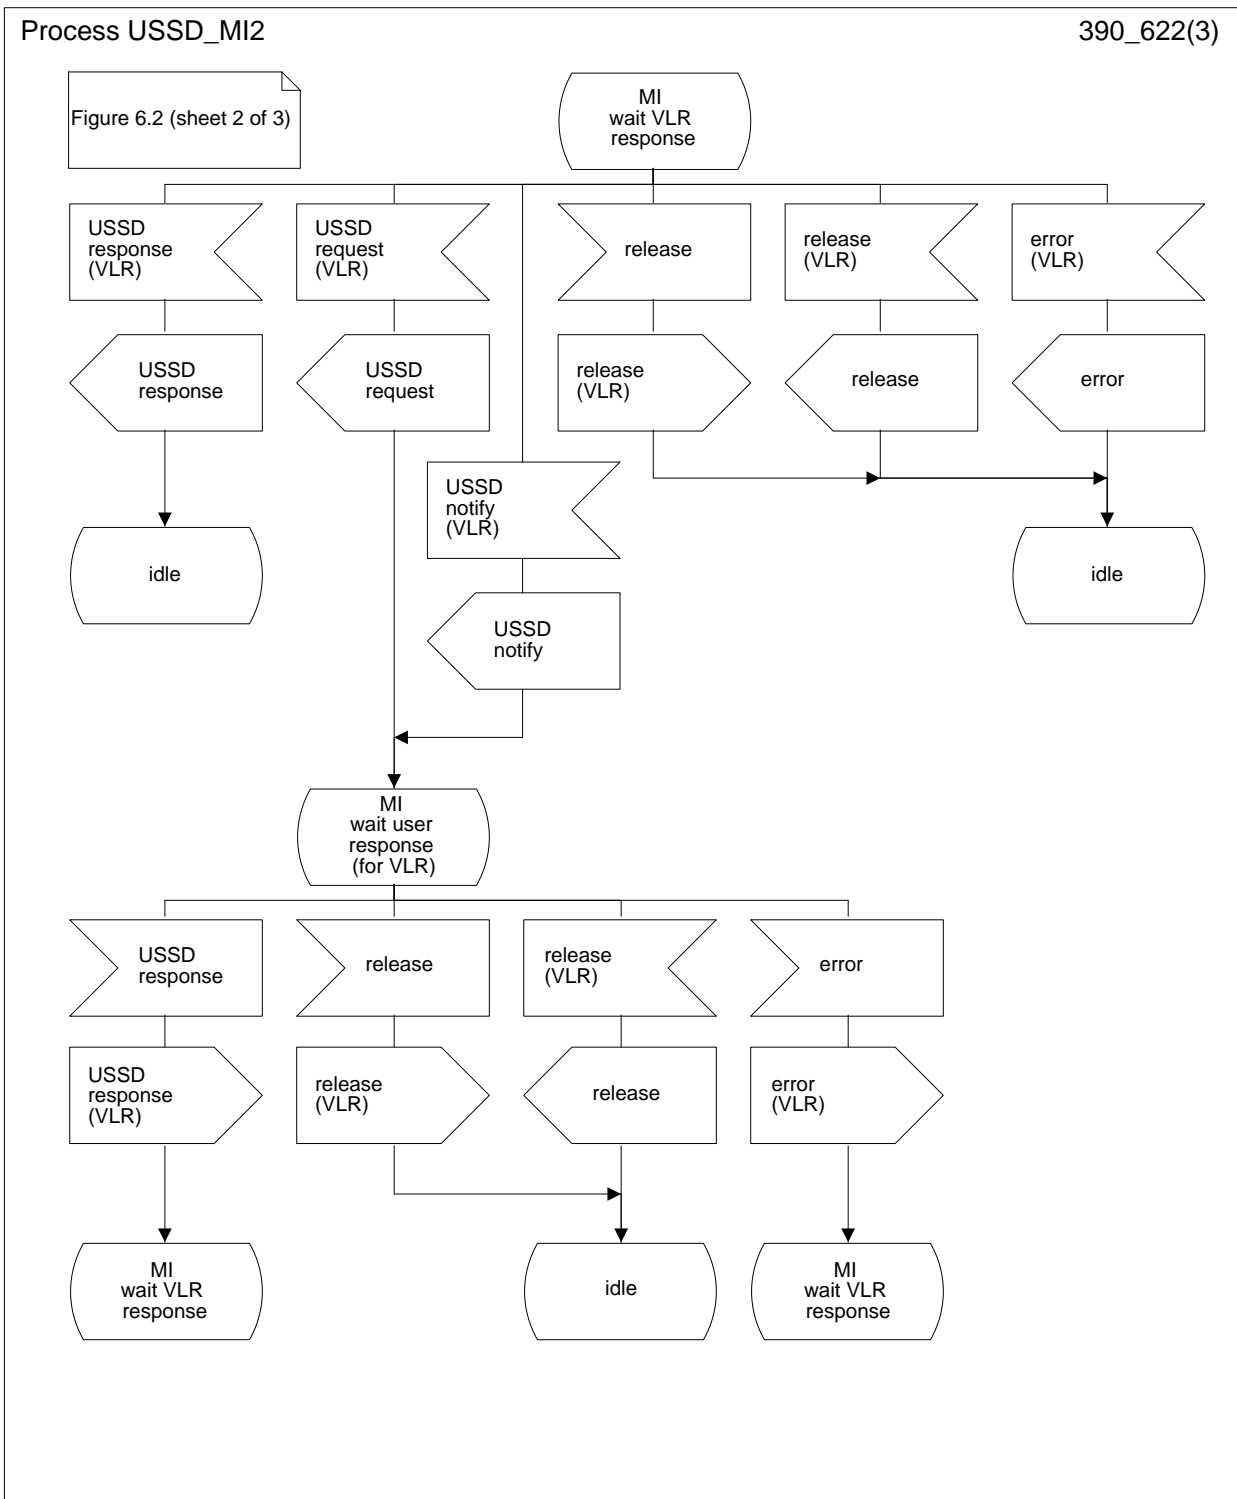 Process USSD_MI2
390_622(3)
Figure 6.2 (sheet 2 of 3)
MI
wait VLR
response
USSD
response
(VLR)
USSD
request
(VLR)
release
release
(VLR)
error
(VLR)
USSD
response
USSD
request
release
(VLR)
release
error
USSD
notify
(VLR)
idle
idle
USSD
notify
MI
wait user
response
(for VLR)
USSD
response
release
release
(VLR)
error
USSD
response
(VLR)
release
(VLR)
release
error
(VLR)
MI
wait VLR
response
idle
MI
wait VLR
response